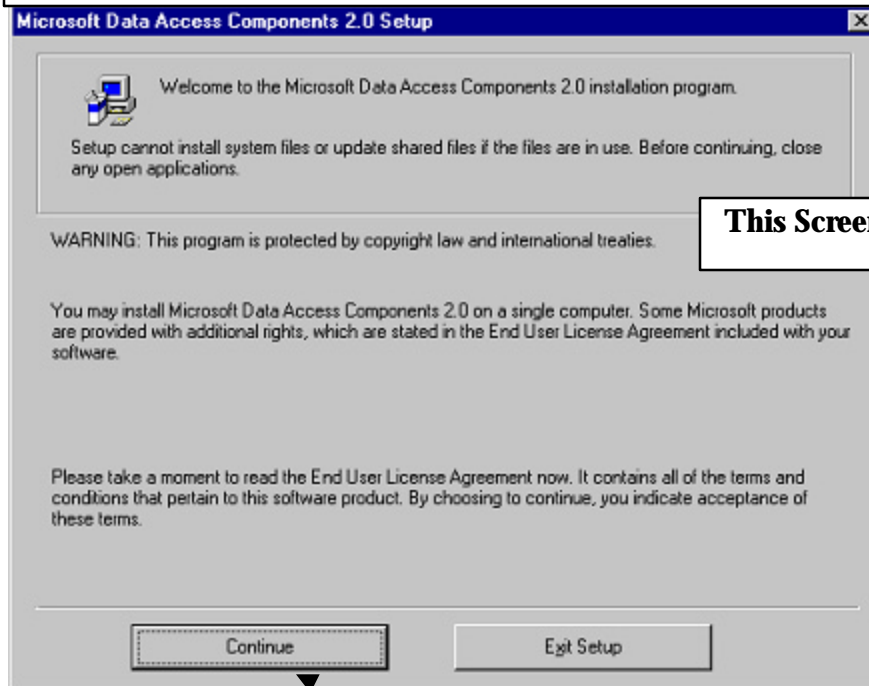 Microsoft Data Access Components 2.0 Setup
Welcome to the Microsoft Data Access Components 2.0 installation program.
Setup cannot install system files or update shared files if the files are in use. Before continuing, close
any open applications.
This Screen
WARNING: This program is protected by copyright law and international treaties.
You may install Microsoft Data Access Components 2.0 on a single computer. Some Microsoft products
are provided with additional rights, which are stated in the End User License Agreement included with your
software.
Please take a moment to read the End User License Agreement now. It contains all of the terms and
conditions that pertain to this software product. By choosing to continue, you indicate acceptance of
these terms.
Continue
Exit Setup